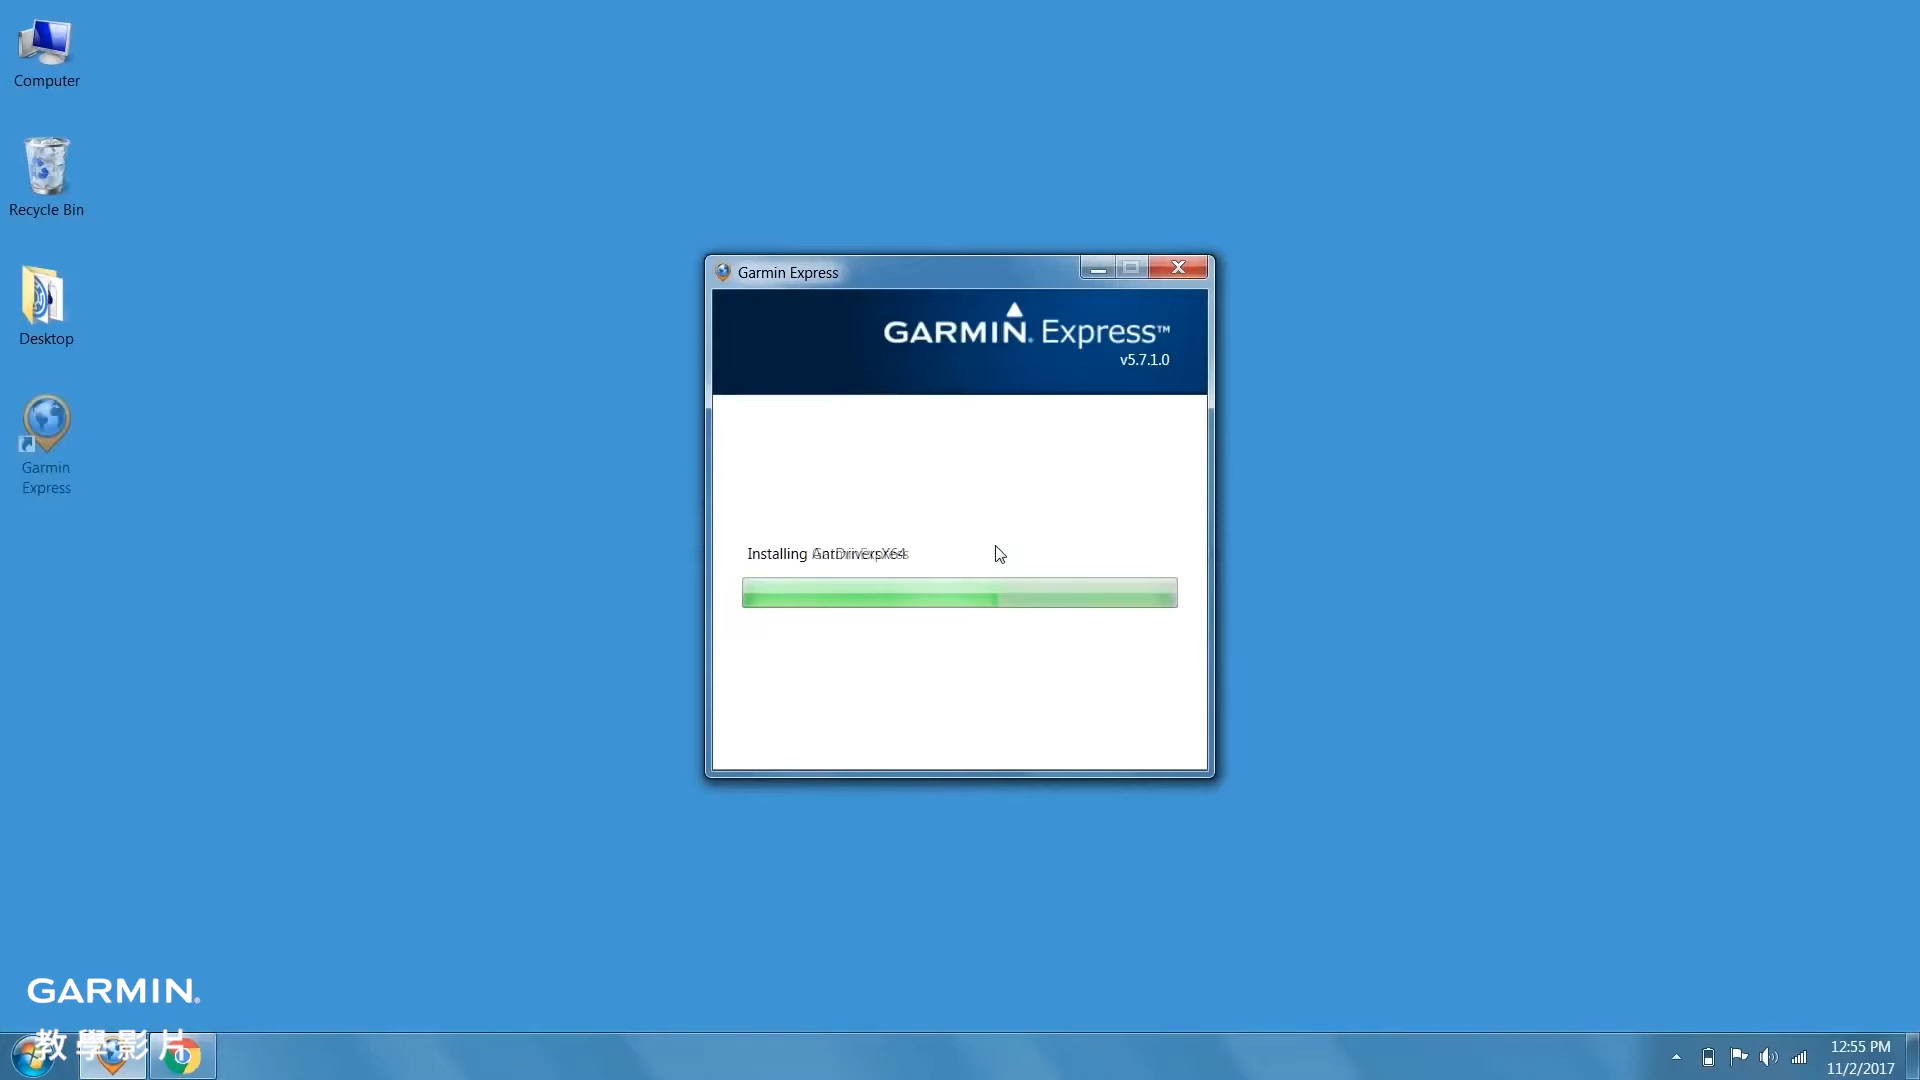 Computer
Recycle Bin
Desktop
Garmin
Express
Garmin Express
GARMIN® Express™
v5.7.1.0
Installing
GARMIN®
教學影片
12:55 PM
11/2/2017